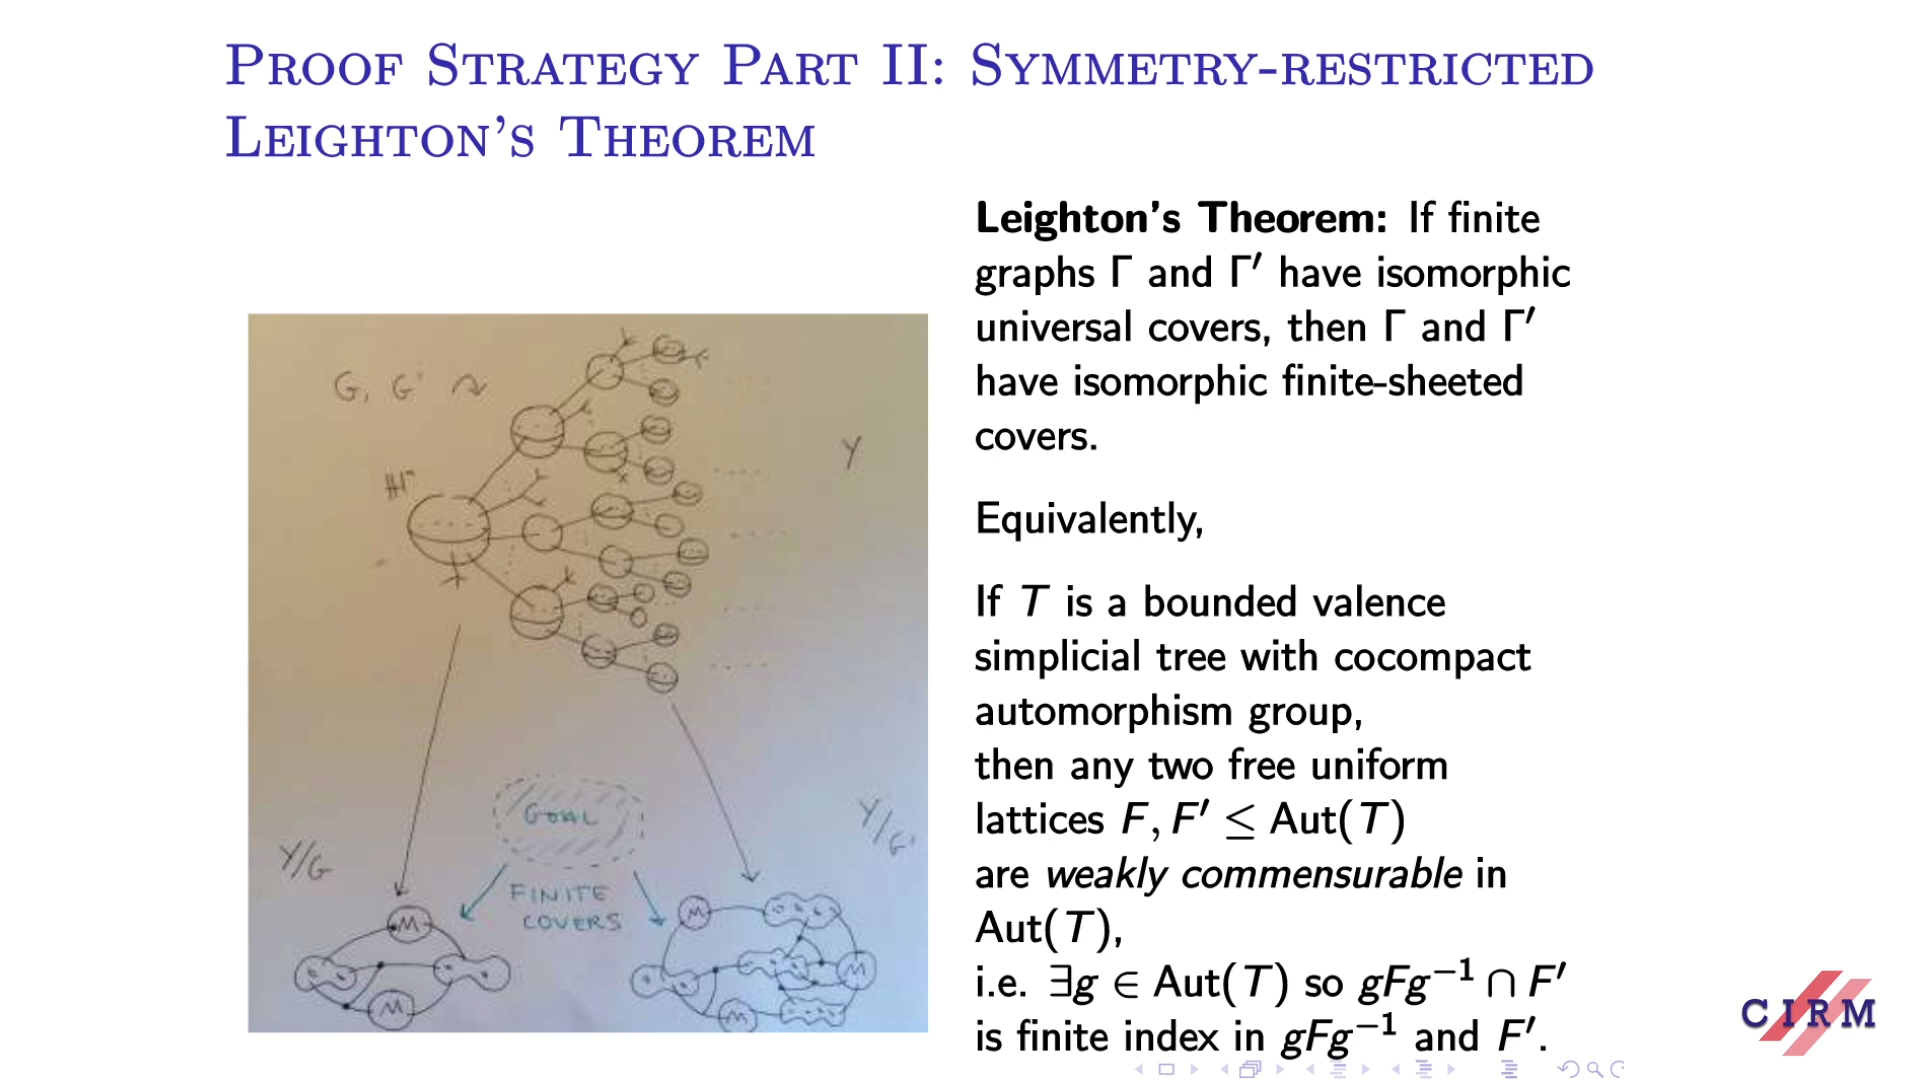 PROOF STRATEGY PART II: SYMMETRY-RESTRICTED
LEIGHTON'S THEOREM
Leighton's Theorem: If finite
graphs Γ and Γ′ have isomorphic
universal covers, then Γ and Γ′
have isomorphic finite-sheeted
covers.
Equivalently,
If T is a bounded valence
simplicial tree with cocompact
automorphism group,
then any two free uniform
lattices F, F′ ≤ Aut(T)
are weakly commensurable in
Aut(T),
i.e. ∃g ∈ Aut(T) so gFg⁻¹ ∩ F′
is finite index in gFg⁻¹ and F′.
G, G' ↷
Y
ℍⁿ
GOAL
Y/G
Y/G'
FINITE
COVERS
M
M
M
M
M
CIRM